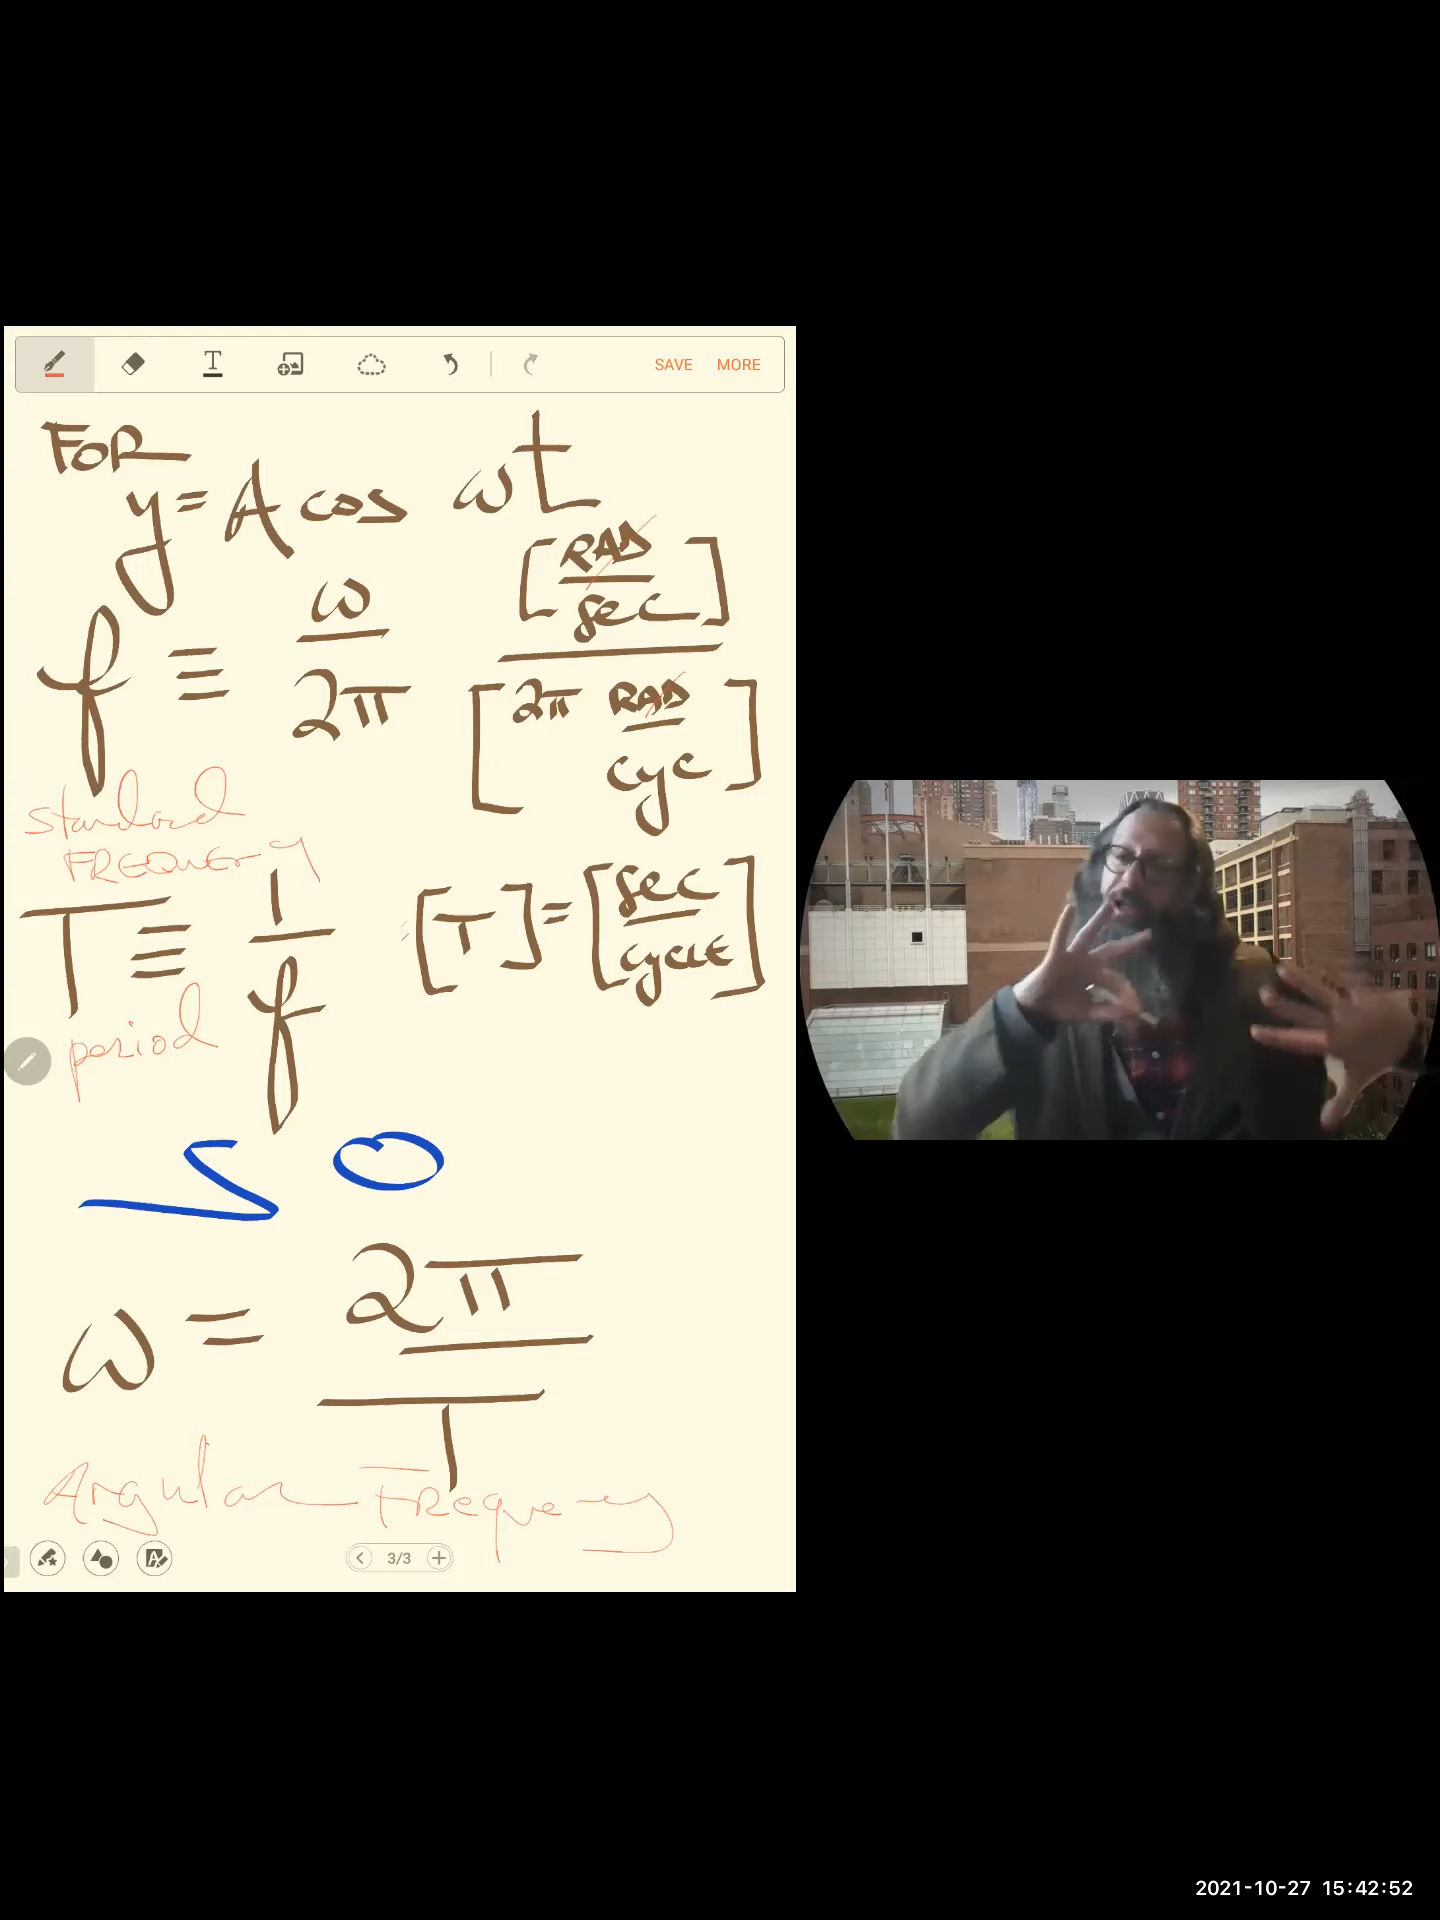 SAVE MORE
FOR
y = A cos ωt
f ≡ ω / 2π [RAD / sec] / [2π RAD / cyc]
standard
FREQUENCY
T ≡ 1 / f [T] = [sec / CYCLE]
period
SO
ω = 2π / T
Angular Frequency
3/3
2021-10-27 15:42:52